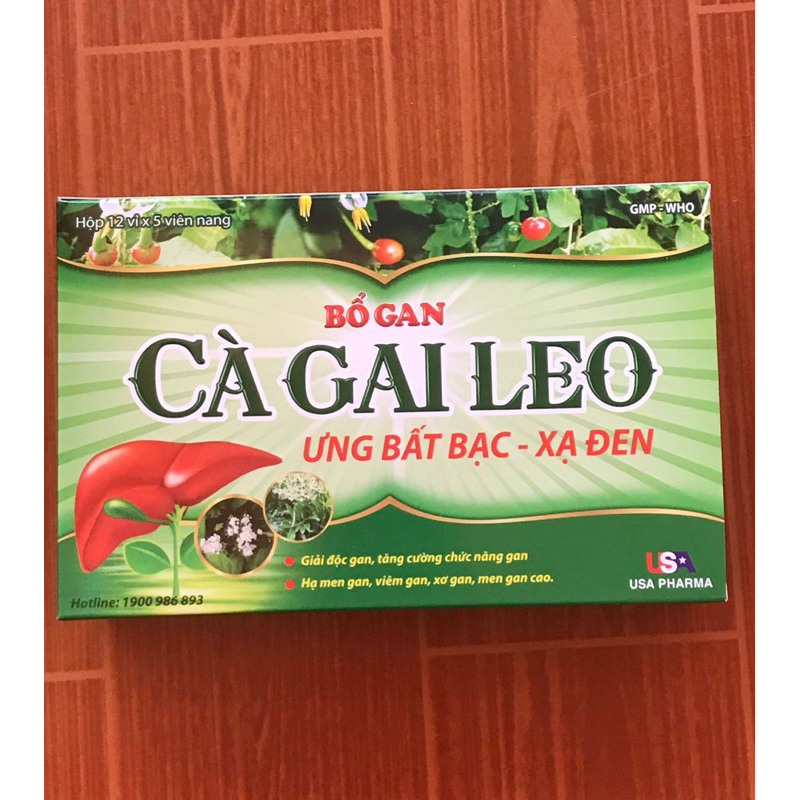 Hộp 12 vỉ x 5 viên nang
GMP - WHO
BỔ GAN
CÀ GAI LEO
ƯNG BẤT BẠC - XẠ ĐEN
Giải độc gan, tăng cường chức năng gan
Hạ men gan, viêm gan, xơ gan, men gan cao.
USA
USA PHARMA
Hotline: 1900 986 893